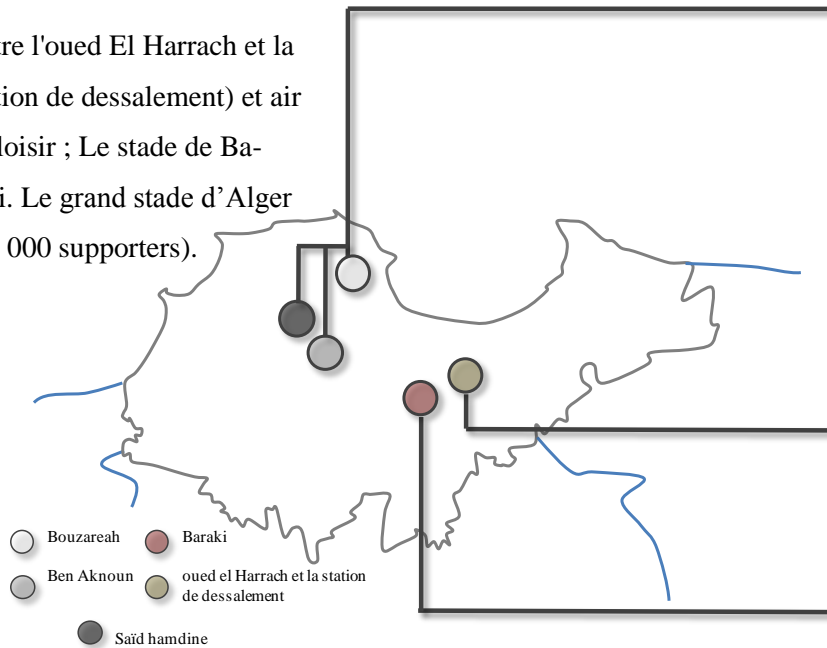 tre l'oued El Harrach et la
tion de dessalement) et air
loisir ; Le stade de Ba-
i. Le grand stade d’Alger
000 supporters).
Bouzareah
Baraki
Ben Aknoun
oued el Harrach et la station
de dessalement
Saïd hamdine